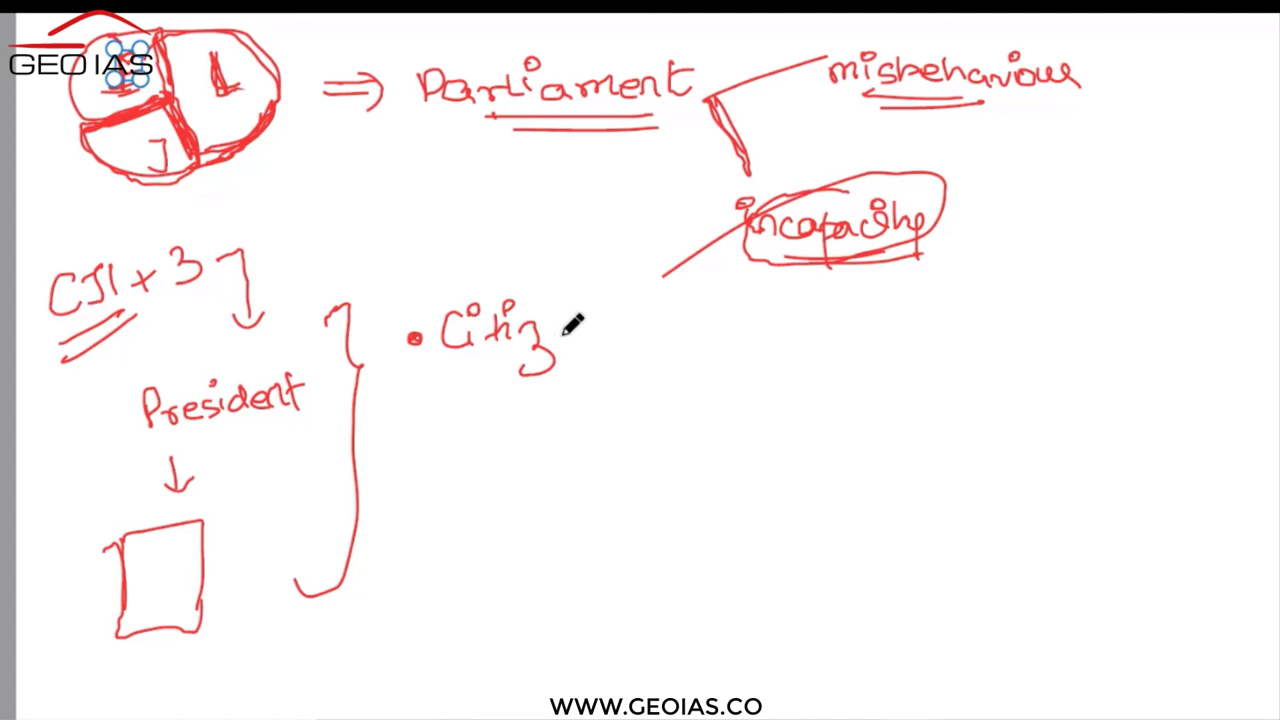 GEO IAS
L
J
Parliament
misbehaviour
incapacity
CJI + 3
• Citiz
President
WWW.GEOIAS.CO